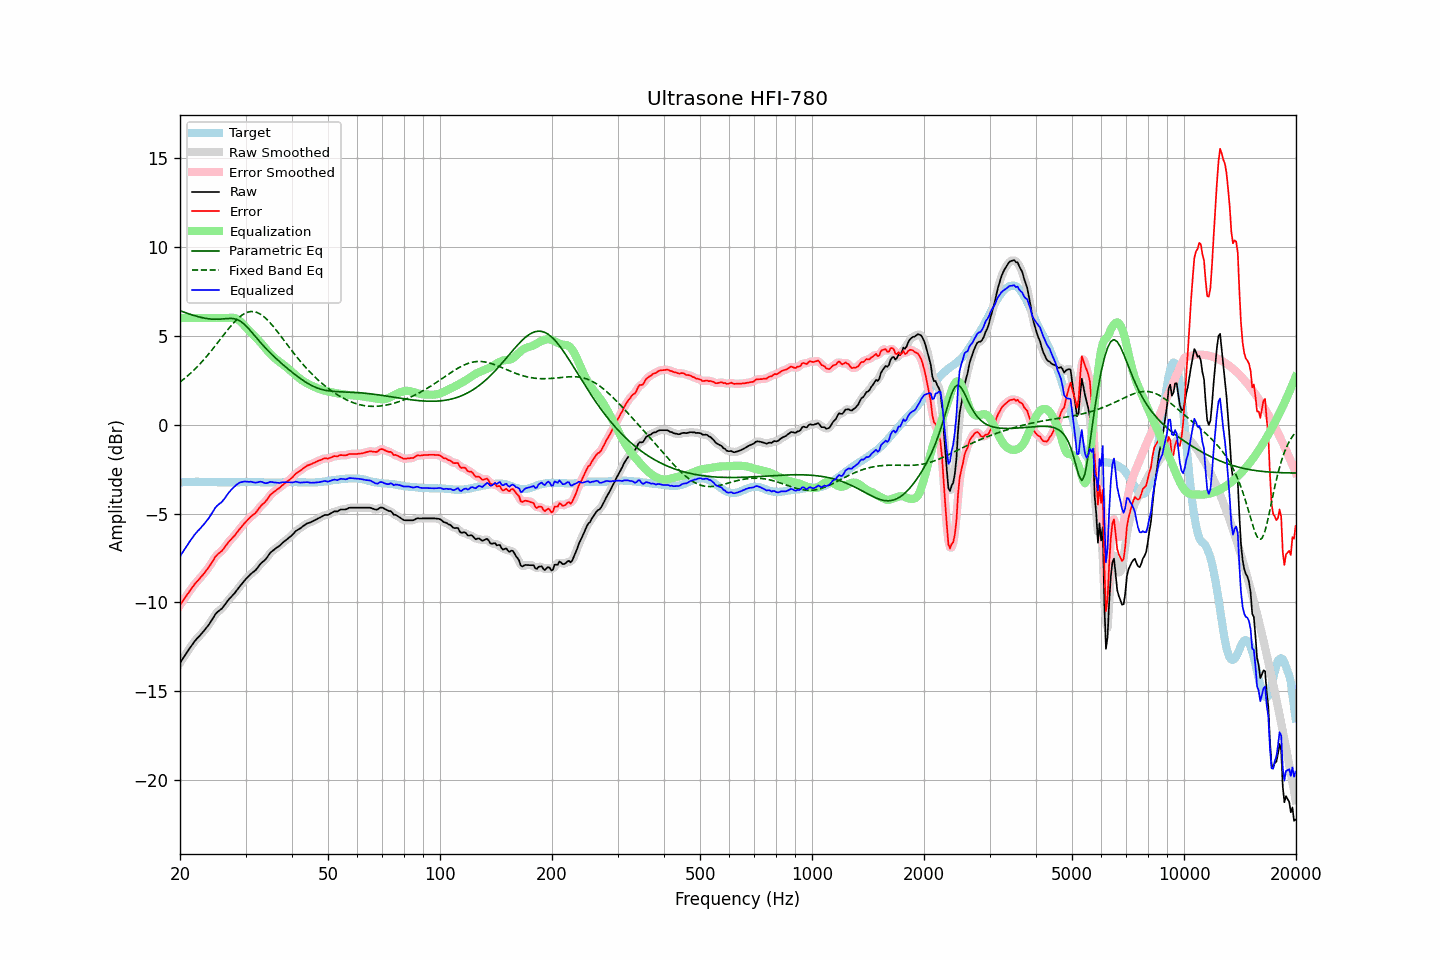 Ultrasone HFI-780
Target
Raw Smoothed
Error Smoothed
Raw
Error
Equalization
Parametric Eq
Fixed Band Eq
Equalized
Amplitude (dBr)
15
10
5
0
−5
−10
−15
−20
20
50
100
200
500
1000
2000
5000
10000
20000
Frequency (Hz)